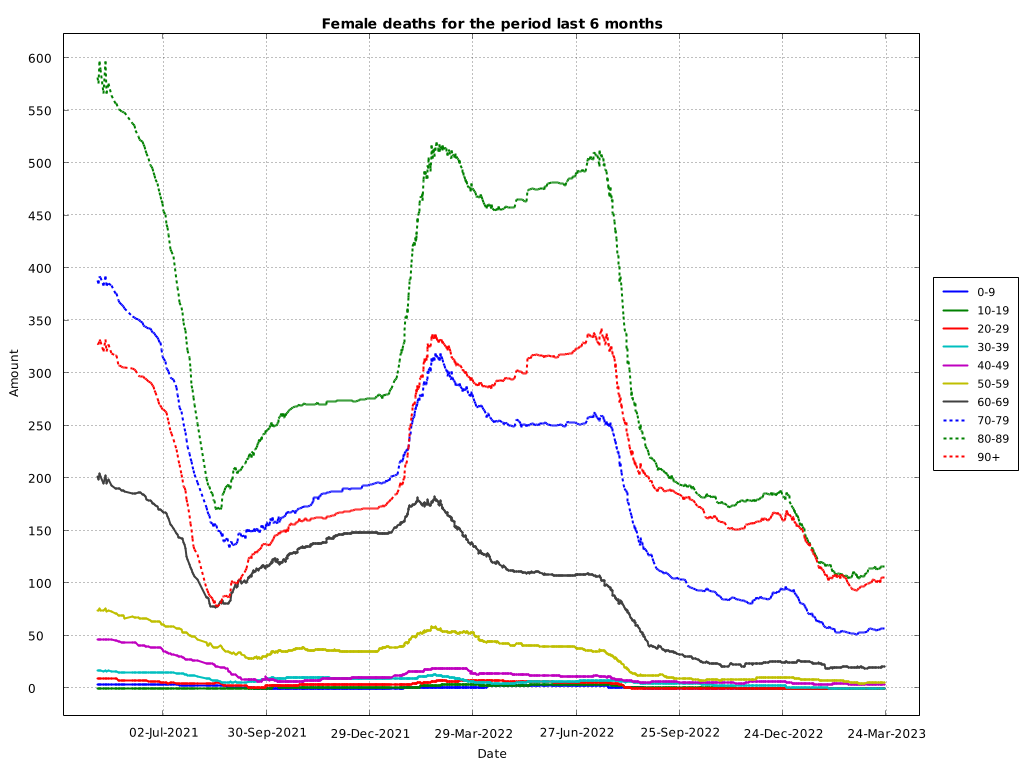 Female deaths for the period last 6 months
600
550
500
450
400
350
300
250
200
150
100
50
0
Amount
02-Jul-2021
30-Sep-2021
29-Dec-2021
29-Mar-2022
27-Jun-2022
25-Sep-2022
24-Dec-2022
24-Mar-2023
Date
0-9
10-19
20-29
30-39
40-49
50-59
60-69
70-79
80-89
90+